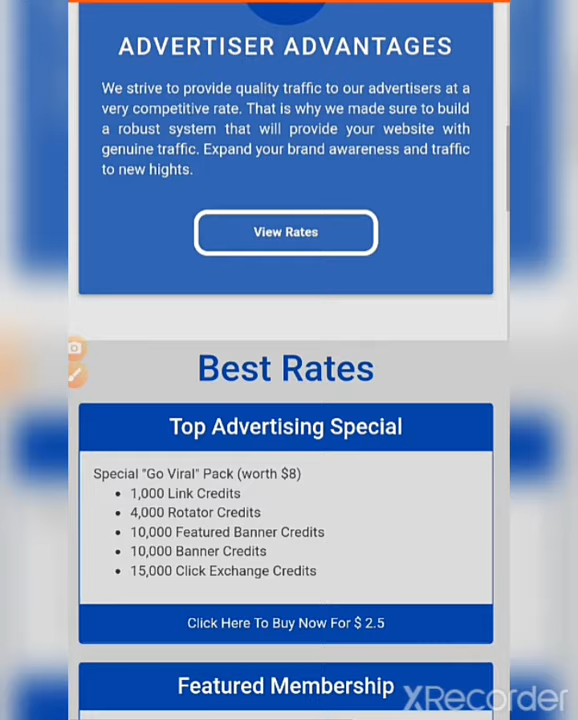 ADVERTISER ADVANTAGES
We strive to provide quality traffic to our advertisers at a
very competitive rate. That is why we made sure to build
a robust system that will provide your website with
genuine traffic. Expand your brand awareness and traffic
to new hights.
View Rates
Best Rates
Top Advertising Special
Special "Go Viral" Pack (worth $8)
• 1,000 Link Credits
• 4,000 Rotator Credits
• 10,000 Featured Banner Credits
• 10,000 Banner Credits
• 15,000 Click Exchange Credits
Click Here To Buy Now For $ 2.5
Featured Membership
XRecorder